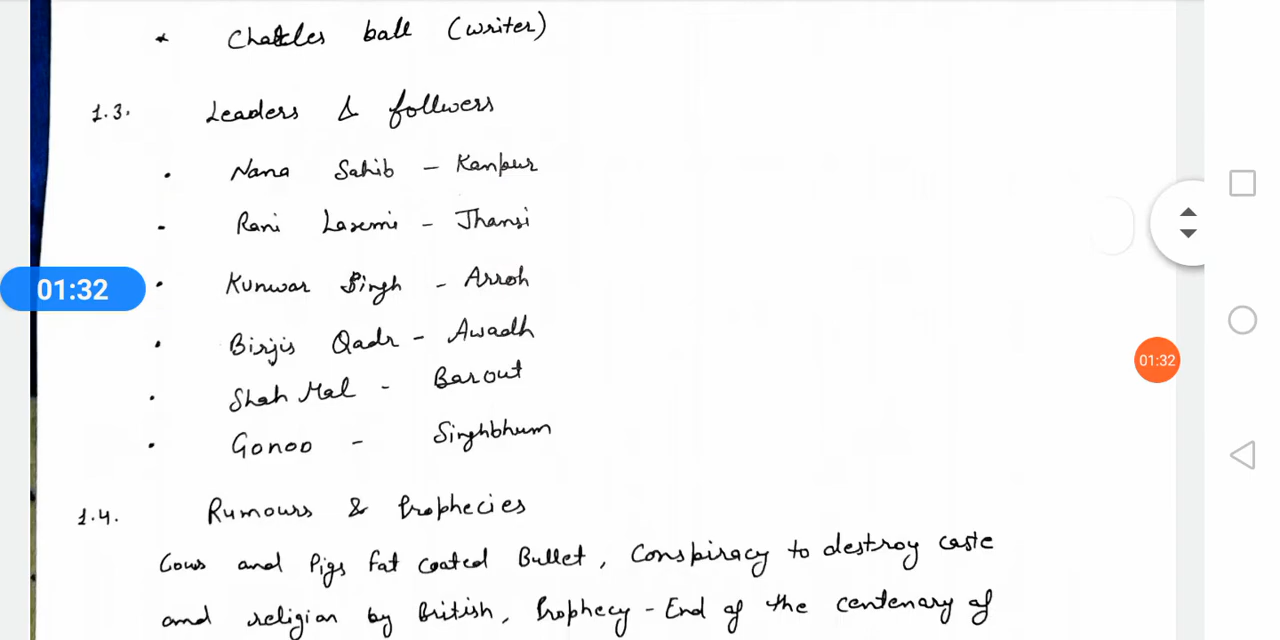 * Chatles ball (writer)
1.3. Leaders & follwers
• Nana Sahib – Kanpur
- Rani Laxmi – Jhansi
• Kunwar Singh – Arroh
• Birjis Qadr – Awadh
• Shah Mal - Barout
• Gonoo – Singhbhum
1.4. Rumours & Prophecies
Cows and Pigs fat coated Bullet, Conspiracy to destroy caste
and religion by British, Prophecy – End of the centenary of
01:32
01:32